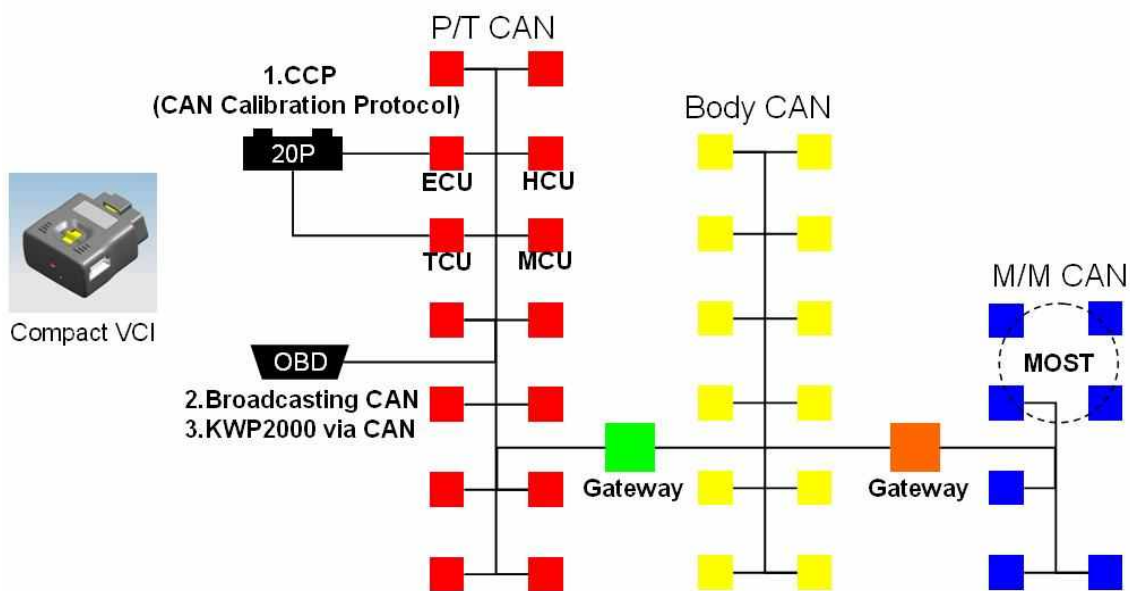 P/T CAN
1.CCP
(CAN Calibration Protocol)
20P
ECU
HCU
TCU
MCU
Compact VCI
OBD
2.Broadcasting CAN
3.KWP2000 via CAN
Body CAN
Gateway
Gateway
M/M CAN
MOST